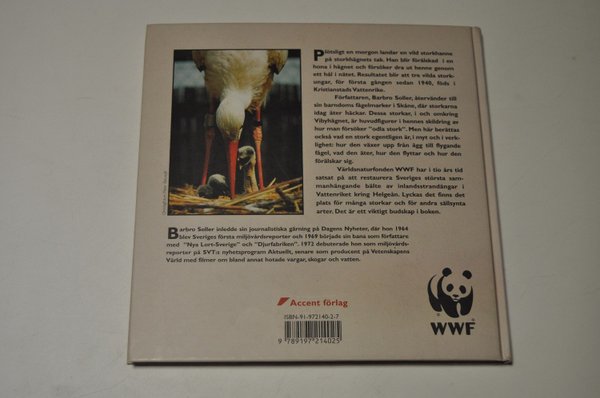 Plötsligt en morgon landar en vild storkhanne
på storkhägnets tak. Han blir förälskad i en
hona i hägnet och försöker dra ut henne genom
ett hål i nätet. Resultatet blir att tre vilda stork-
ungar, för första gången sedan 1940, föds i
Kristianstads Vattenrike.
Författaren, Barbro Soller, återvänder till
sin barndoms fågelmarker i Skåne, där storkarna
idag åter häckar. Dessa storkar, i och omkring
Vibyhägnet, är huvudfigurer i hennes skildring av
hur man försöker "odla stork". Men här berättas
också vad en stork egentligen är, i myt och i verk-
lighet: hur den växer upp från ägg till flygande
fågel, vad den äter, hur den flyttar och hur den
förälskar sig.
Världsnaturfonden WWF har i tio års tid
satsat på att restaurera Sveriges största sam-
manhängande bälte av inlandsstrandängar i
Vattenriket kring Helgeån. Lyckas det finns det
plats för många storkar och för andra sällsynta
arter. Det är ett viktigt budskap i boken.
Barbro Soller inledde sin journalistiska gärning på Dagens Nyheter, där hon 1964
blev Sveriges första miljövårdsreporter och 1969 började sin bana som författare
med "Nya Lort-Sverige" och "Djurfabriken". 1972 debuterade hon som miljövårds-
reporter på SVT:s nyhetsprogram Aktuellt, senare som producent på Vetenskapens
Värld med filmer om bland annat hotade vargar, skogar och vatten.
Accent förlag
ISBN-91-972140-2-7
9 789197 214025
WWF